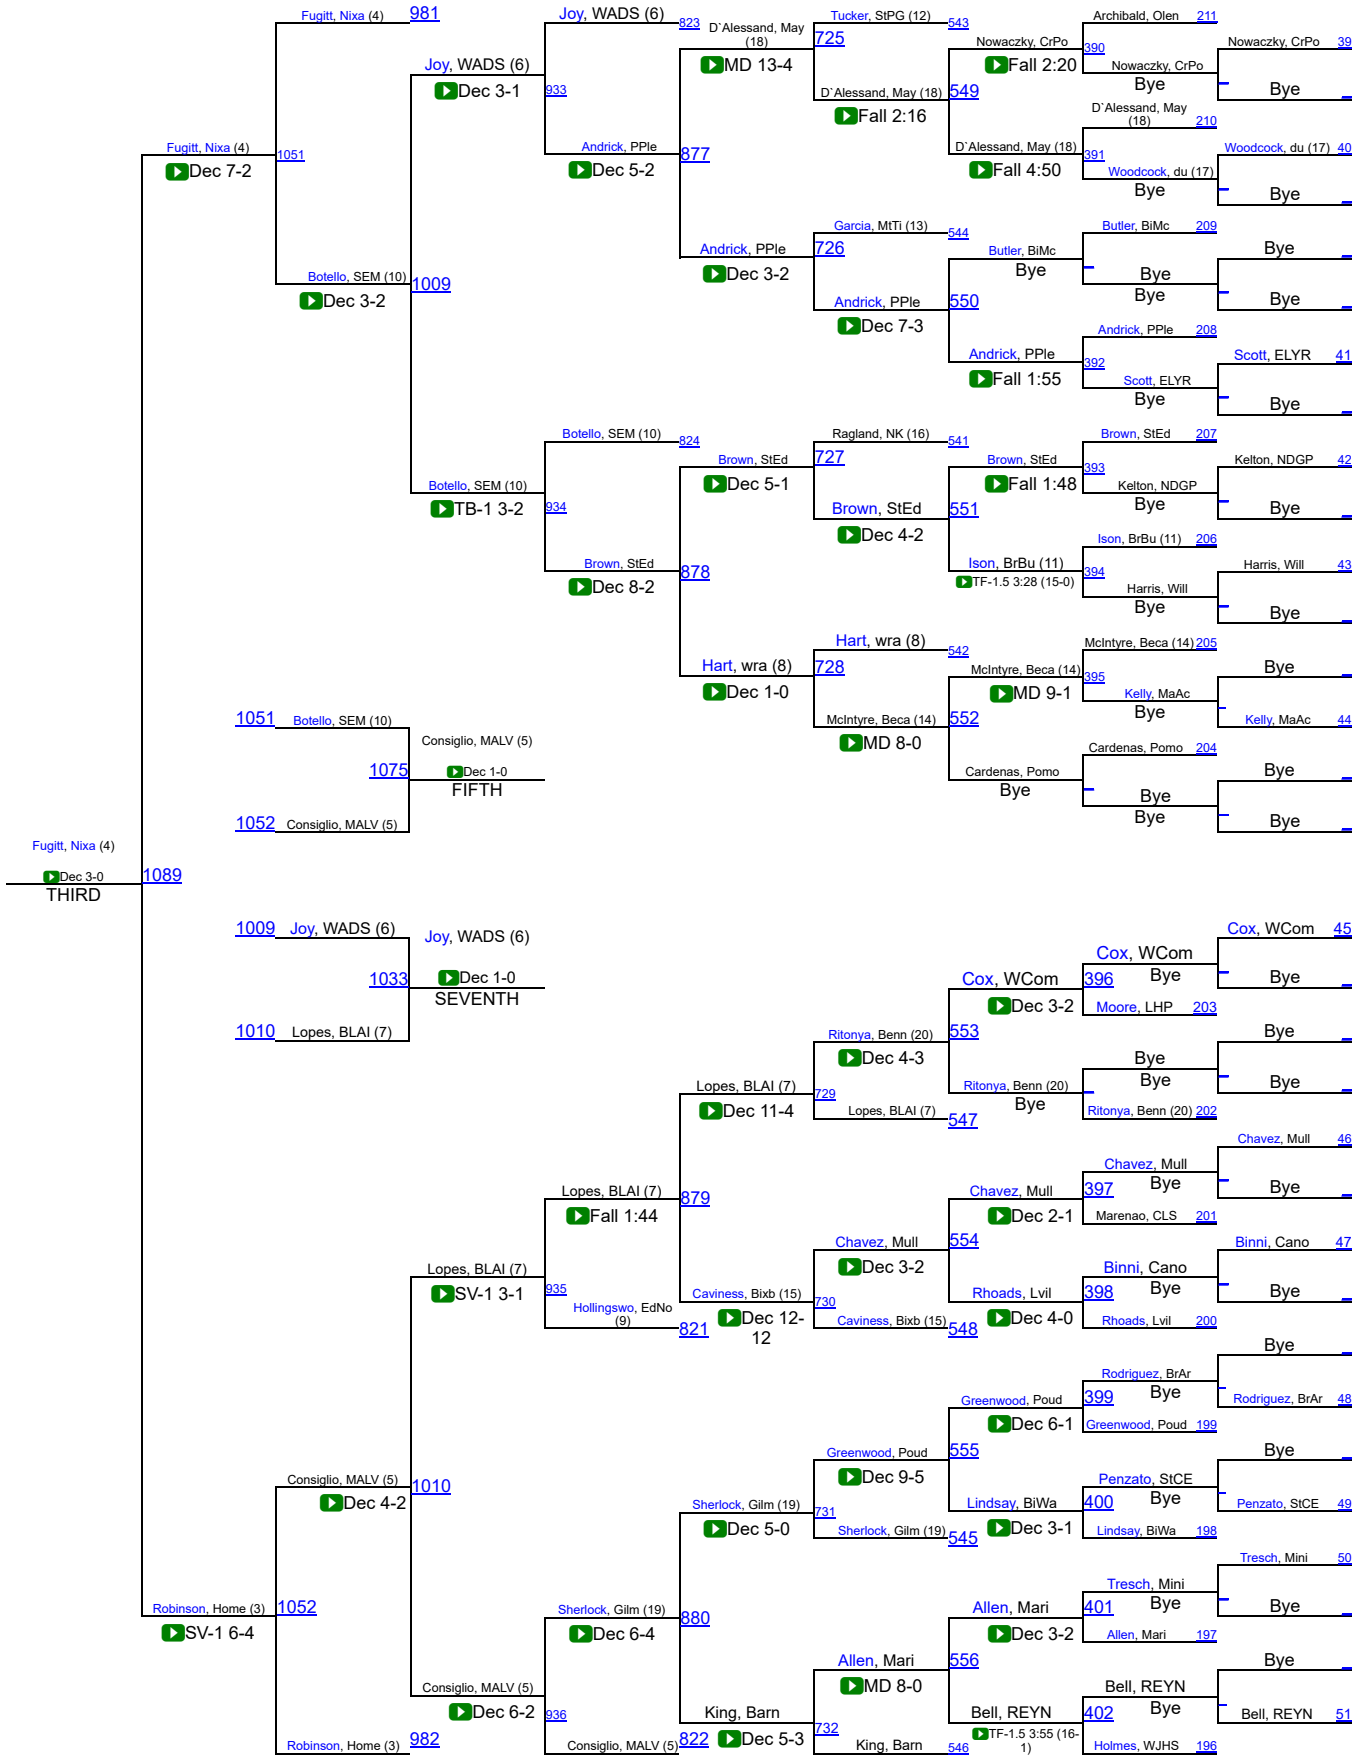 Fugitt, Nixa (4) 981
Joy, WADS (6) 823
D`Alessand, May
(18)
MD 13-4
Tucker, StPG (12) 543
725
Archibald, Olen 211
Nowaczky, CrPo
Fall 2:20
390
Nowaczky, CrPo
Bye
Nowaczky, CrPo 39
Bye
Joy, WADS (6)
Dec 3-1
933
D`Alessand, May (18) 549
Fall 2:16
D`Alessand, May
(18) 210
D`Alessand, May (18) 391
Fall 4:50
Woodcock, du (17) 40
Woodcock, du (17)
Bye
Bye
Fugitt, Nixa (4) 1051
Dec 7-2
Andrick, PPle 877
Dec 5-2
Garcia, MtTi (13) 544
Andrick, PPle 726
Dec 3-2
Butler, BiMc 209
Butler, BiMc
Bye
Bye
Bye
Bye
Bye
Botello, SEM (10) 1009
Dec 3-2
Andrick, PPle 550
Dec 7-3
Andrick, PPle 208
Andrick, PPle 392
Fall 1:55
Scott, ELYR
Bye
Scott, ELYR 41
Bye
Botello, SEM (10) 824
Ragland, NK (16) 541
Brown, StEd 727
Dec 5-1
Brown, StEd 207
Brown, StEd 393
Fall 1:48
Kelton, NDGP
Bye
Kelton, NDGP 42
Bye
Botello, SEM (10)
TB-1 3-2
934
Brown, StEd 551
Dec 4-2
Ison, BrBu (11) 206
Ison, BrBu (11) 394
TF-1.5 3:28 (15-0)
Harris, Will
Bye
Harris, Will 43
Bye
Brown, StEd 878
Dec 8-2
Hart, wra (8) 542
Hart, wra (8) 728
Dec 1-0
McIntyre, Beca (14) 205
McIntyre, Beca (14) 395
MD 9-1
Kelly, MaAc
Bye
Bye
Kelly, MaAc 44
McIntyre, Beca (14) 552
MD 8-0
Cardenas, Pomo 204
Cardenas, Pomo
Bye
Bye
Bye
Bye
Bye
1051 Botello, SEM (10)
Consiglio, MALV (5)
1075 Dec 1-0
FIFTH
1052 Consiglio, MALV (5)
Fugitt, Nixa (4)
Dec 3-0
THIRD
1089
1009 Joy, WADS (6)
Joy, WADS (6)
1033 Dec 1-0
SEVENTH
1010 Lopes, BLAI (7)
Cox, WCom 45
Bye
Cox, WCom
396 Bye
Moore, LHP 203
Cox, WCom
Dec 3-2
Ritonya, Benn (20) 553
Dec 4-3
Bye
Bye
Bye
Bye
Ritonya, Benn (20)
Bye
Ritonya, Benn (20) 202
Lopes, BLAI (7)
Dec 11-4
729
Lopes, BLAI (7) 547
Chavez, Mull 46
Bye
Chavez, Mull
397 Bye
Marenao, CLS 201
Chavez, Mull
Dec 2-1
Lopes, BLAI (7) 879
Fall 1:44
Chavez, Mull 554
Dec 3-2
Binni, Cano 47
Bye
Binni, Cano
398 Bye
Rhoads, Lvil 200
Rhoads, Lvil
Dec 4-0
Lopes, BLAI (7)
SV-1 3-1
935
Hollingswo, EdNo
(9) 821
Caviness, Bixb (15)
Dec 12-
12
730
Caviness, Bixb (15) 548
Bye
Rodriguez, BrAr 48
Rodriguez, BrAr
399 Bye
Greenwood, Poud 199
Greenwood, Poud
Dec 6-1
Greenwood, Poud 555
Dec 9-5
Bye
Penzato, StCE 49
Penzato, StCE
400 Bye
Lindsay, BiWa 198
Lindsay, BiWa
Dec 3-1
Consiglio, MALV (5) 1010
Dec 4-2
Sherlock, Gilm (19)
Dec 5-0
731
Sherlock, Gilm (19) 545
Tresch, Mini 50
Bye
Tresch, Mini
401 Bye
Allen, Mari 197
Allen, Mari
Dec 3-2
Robinson, Home (3) 1052
SV-1 6-4
Sherlock, Gilm (19) 880
Dec 6-4
Allen, Mari 556
MD 8-0
Bye
Bell, REYN 51
Bell, REYN
402 Bye
Holmes, WJHS 196
Bell, REYN
TF-1.5 3:55 (16-
1)
Consiglio, MALV (5)
Dec 6-2
936
King, Barn
Dec 5-3
732
King, Barn 546
Robinson, Home (3) 982
Consiglio, MALV (5) 822